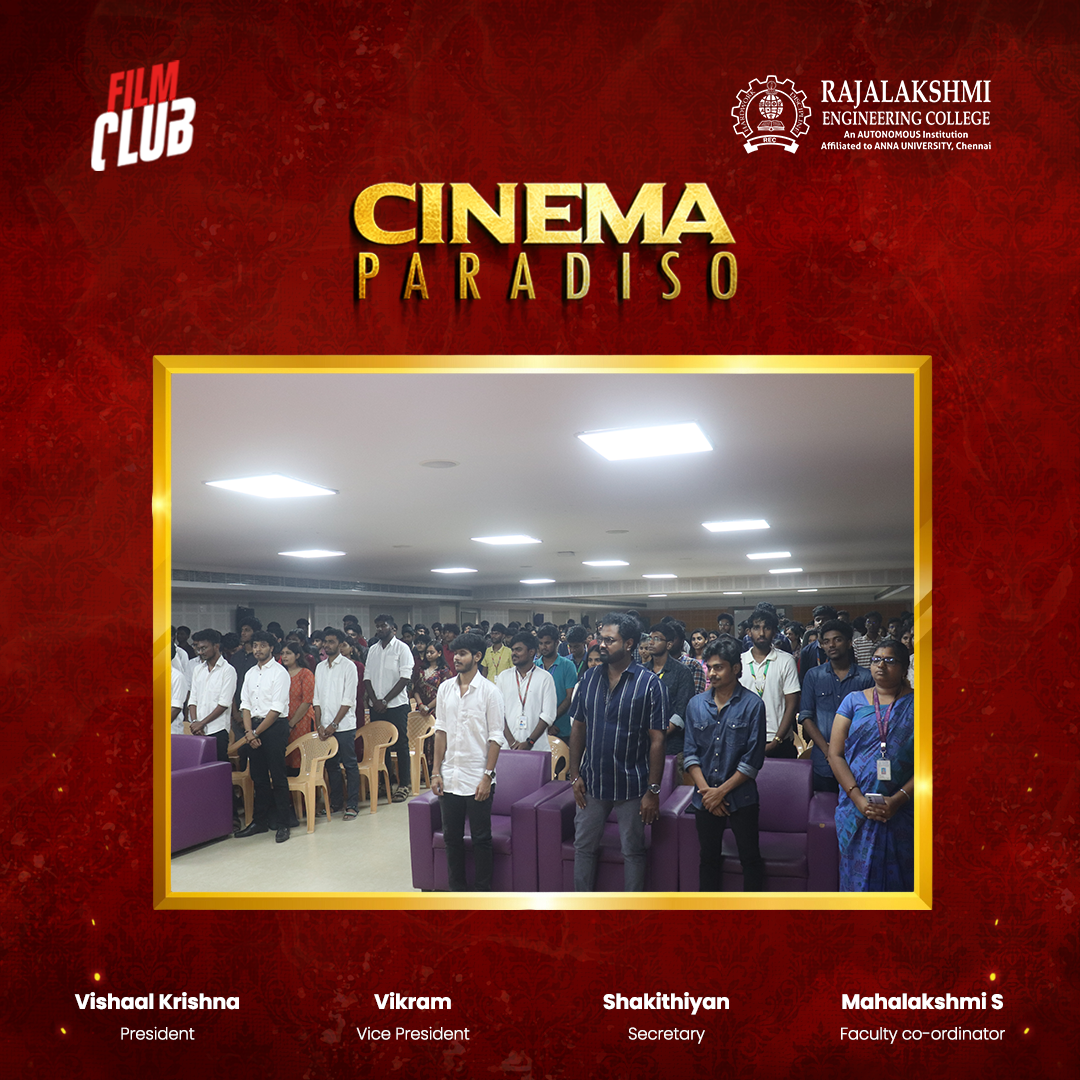 FILM
CLUB
RAJALAKSHMI
ENGINEERING COLLEGE
An AUTONOMOUS Institution
Affiliated to ANNA UNIVERSITY, Chennai
REC
CINEMA
PARADISO
Vishaal Krishna
President
Vikram
Vice President
Shakithiyan
Secretary
Mahalakshmi S
Faculty co-ordinator